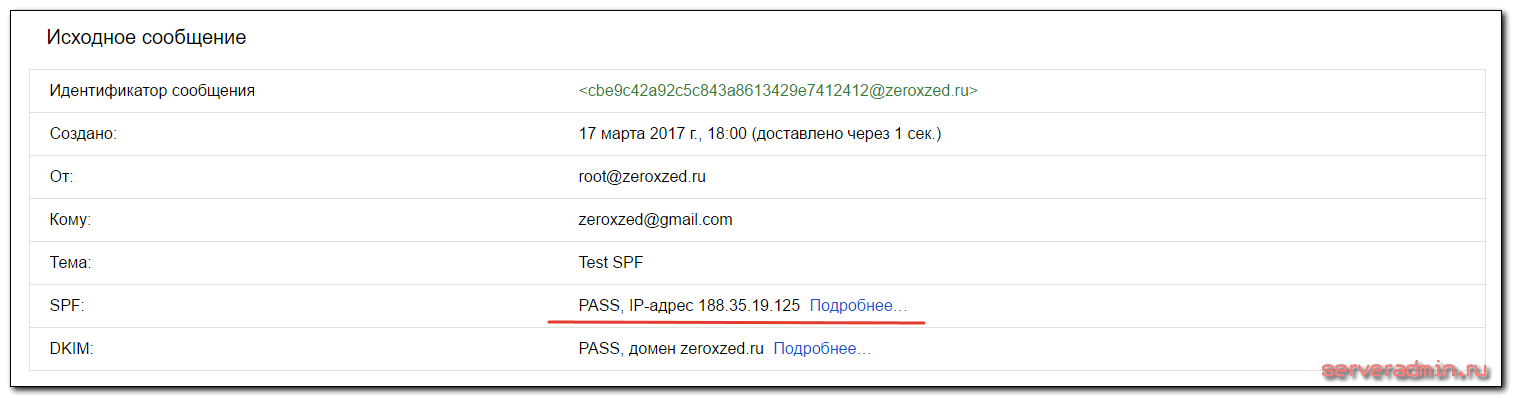 Исходное сообщение
Идентификатор сообщения <cbe9c42a92c5c843a8613429e7412412@zeroxzed.ru>
Создано: 17 марта 2017 г., 18:00 (доставлено через 1 сек.)
От: root@zeroxzed.ru
Кому: zeroxzed@gmail.com
Тема: Test SPF
SPF: PASS, IP-адрес 188.35.19.125 Подробнее…
DKIM: PASS, домен zeroxzed.ru Подробнее…
serveradmin.ru